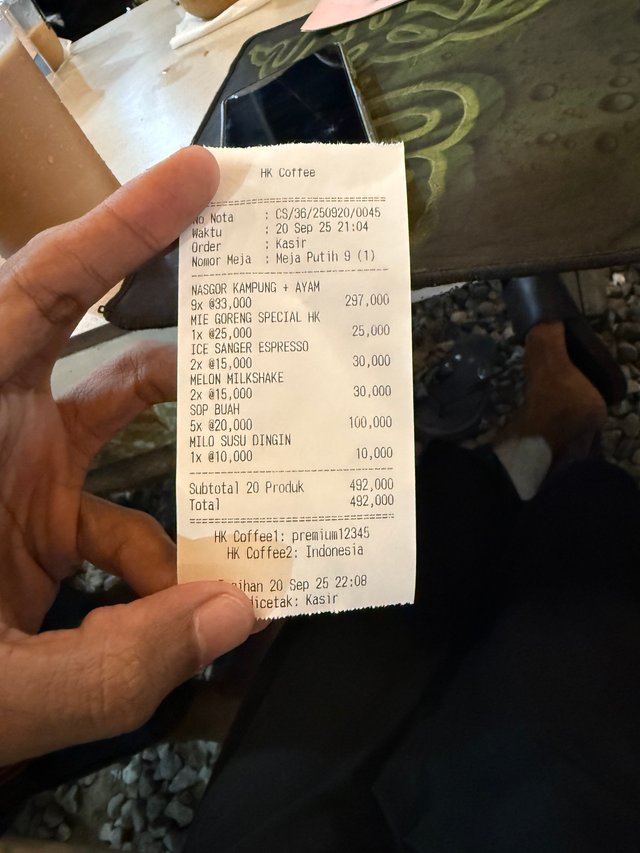 HK Coffee
No Nota : CS/36/250920/0045
Waktu : 20 Sep 25 21:04
Order : Kasir
Nomor Meja : Meja Putih 9 (1)
NASGOR KAMPUNG + AYAM
9x @33,000 297,000
MIE GORENG SPECIAL HK
1x @25,000 25,000
ICE SANGER ESPRESSO
2x @15,000 30,000
MELON MILKSHAKE
2x @15,000 30,000
SOP BUAH
5x @20,000 100,000
MILO SUSU DINGIN
1x @10,000 10,000
Subtotal 20 Produk 492,000
Total 492,000
HK Coffee1: premium12345
HK Coffee2: Indonesia
20 Sep 25 22:08
dicetak: Kasir